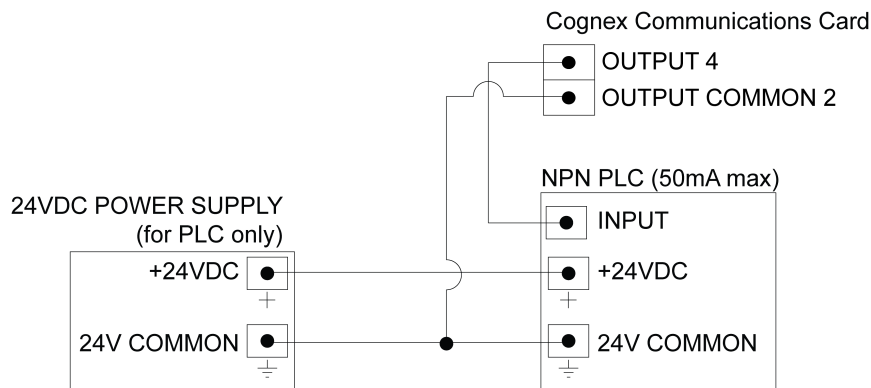 Cognex Communications Card
OUTPUT 4
OUTPUT COMMON 2
NPN PLC (50mA max)
24VDC POWER SUPPLY
(for PLC only)
INPUT
+24VDC
+24VDC
24V COMMON
24V COMMON